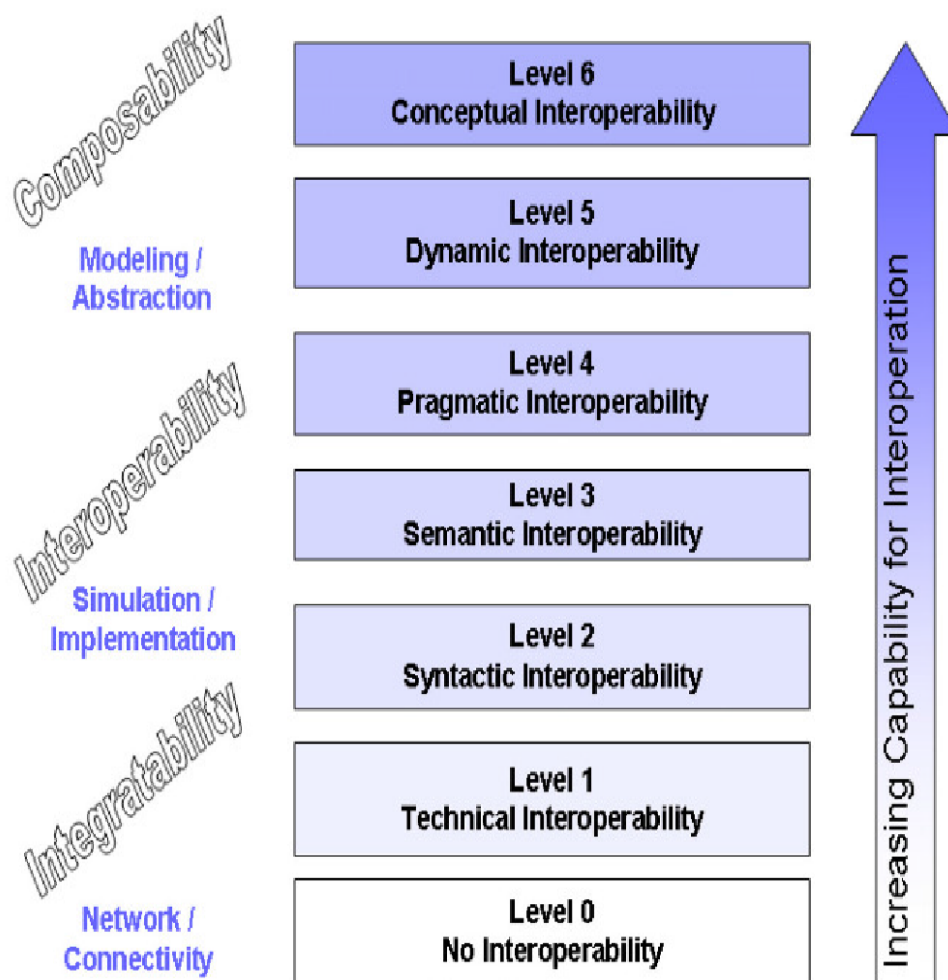 Composability
Modeling /
Abstraction
Interoperability
Simulation /
Implementation
Integratability
Network /
Connectivity
Level 6
Conceptual Interoperability
Level 5
Dynamic Interoperability
Level 4
Pragmatic Interoperability
Level 3
Semantic Interoperability
Level 2
Syntactic Interoperability
Level 1
Technical Interoperability
Level 0
No Interoperability
Increasing Capability for Interoperation